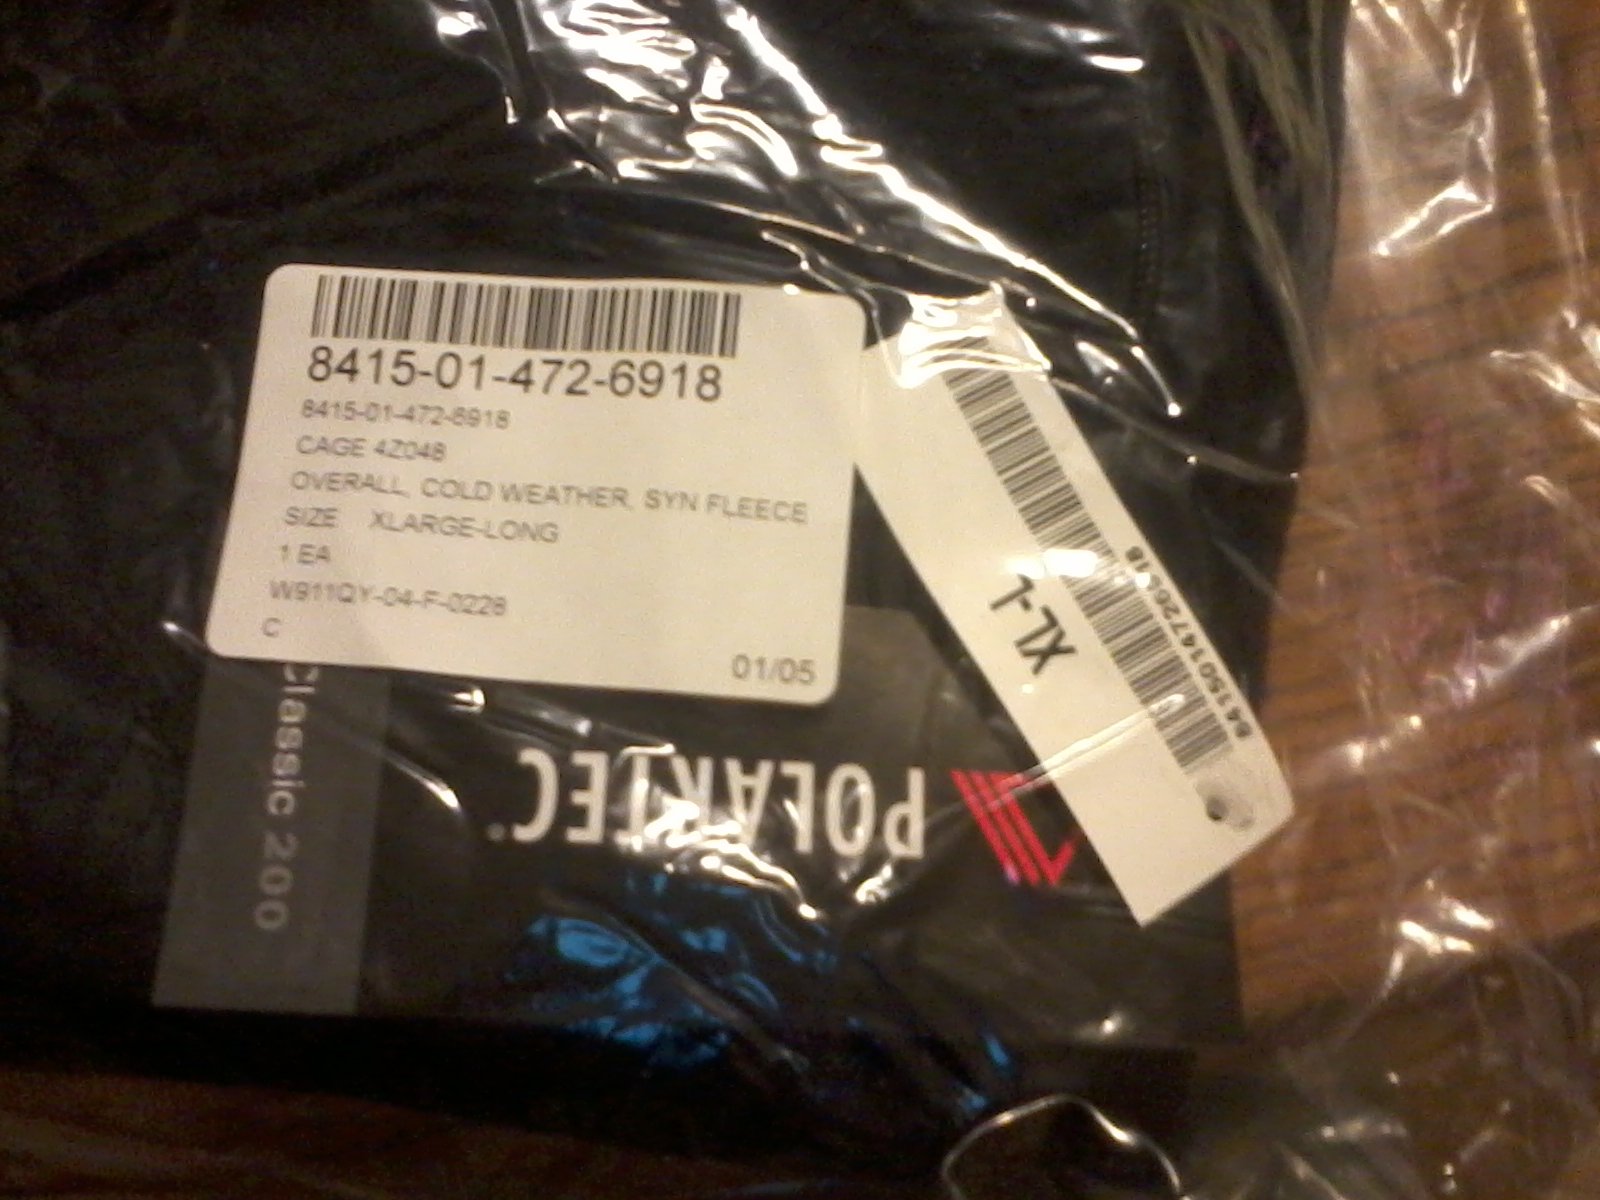 8415-01-472-6918
8415-01-472-6918
CAGE 4Z048
OVERALL, COLD WEATHER, SYN FLEECE
SIZE XLARGE-LONG
1 EA
W911QY-04-F-0228
C
01/05
XL-L
8415014726918
Classic 200
POLARTEC